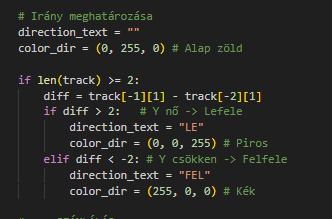 # Irány meghatározása
direction_text = ""
color_dir = (0, 255, 0) # Alap zöld
if len(track) >= 2:
diff = track[-1][1] - track[-2][1]
if diff > 2:   # Y nő -> Lefele
direction_text = "LE"
color_dir = (0, 0, 255) # Piros
elif diff < -2: # Y csökken -> Felfele
direction_text = "FEL"
color_dir = (255, 0, 0) # Kék